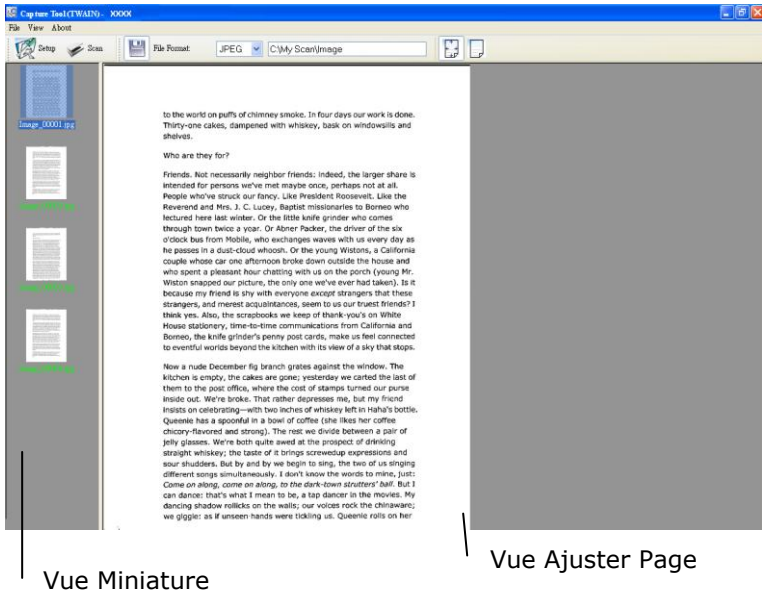 Capture Tool (TWAIN) - XXXX
File View About
Setup Scan File Format: JPEG C:\My Scan\Image
Image_00001.jpg
to the world on puffs of chimney smoke. In four days our work is done.
Thirty-one cakes, dampened with whiskey, bask on windowsills and
shelves.
Who are they for?
Friends. Not necessarily neighbor friends: indeed, the larger share is
intended for persons we've met maybe once, perhaps not at all.
People who've struck our fancy. Like President Roosevelt. Like the
Reverend and Mrs. J. C. Lucey, Baptist missionaries to Borneo who
lectured here last winter. Or the little knife grinder who comes
through town twice a year. Or Abner Packer, the driver of the six
o'clock bus from Mobile, who exchanges waves with us every day as
he passes in a dust-cloud whoosh. Or the young Wistons, a California
couple whose car one afternoon broke down outside the house and
who spent a pleasant hour chatting with us on the porch (young Mr.
Wiston snapped our picture, the only one we've ever had taken). Is it
because my friend is shy with everyone except strangers that these
strangers, and merest acquaintances, seem to us our truest friends? I
think yes. Also, the scrapbooks we keep of thank-you's on White
House stationery, time-to-time communications from California and
Borneo, the knife grinder's penny post cards, make us feel connected
to eventful worlds beyond the kitchen with its view of a sky that stops.
Now a nude December fig branch grates against the window. The
kitchen is empty, the cakes are gone; yesterday we carted the last of
them to the post office, where the cost of stamps turned our purse
inside out. We're broke. That rather depresses me, but my friend
insists on celebrating—with two inches of whiskey left in Haha's bottle.
Queenie has a spoonful in a bowl of coffee (she likes her coffee
chicory-flavored and strong). The rest we divide between a pair of
jelly glasses. We're both quite awed at the prospect of drinking
straight whiskey; the taste of it brings screwedup expressions and
sour shudders. But by and by we begin to sing, the two of us singing
different songs simultaneously. I don't know the words to mine, just:
Come on along, come on along, to the dark-town strutters' ball. But I
can dance: that's what I mean to be, a tap dancer in the movies. My
dancing shadow rollicks on the walls; our voices rock the chinaware;
we giggle: as if unseen hands were tickling us. Queenie rolls on her
Vue Ajuster Page
Vue Miniature